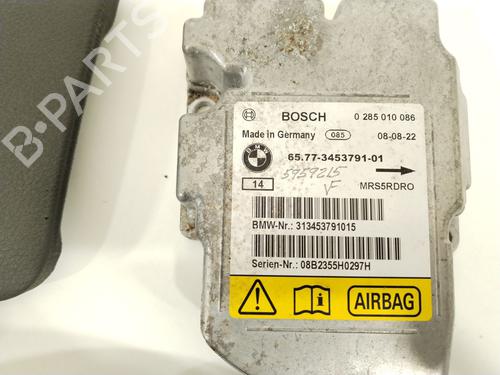 B-PARTS
BOSCH 0 285 010 086
Made in Germany 085 08-08-22
BMW
65.77-3453791-01
5959215
VF
14 MRS5RDRO
BMW-Nr.: 313453791015
Serien-Nr.: 08B2355H0297H
AIRBAG